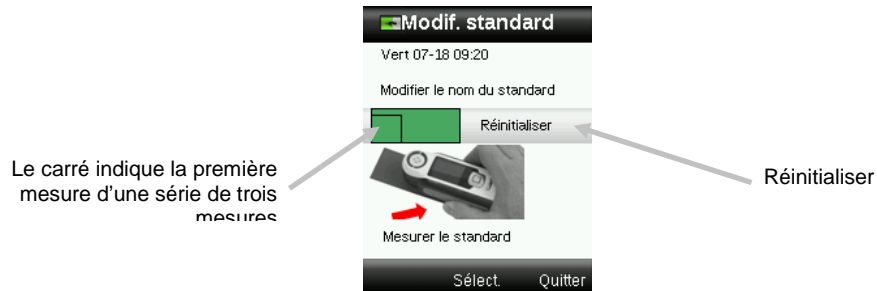 Modif. standard
Vert 07-18 09:20
Modifier le nom du standard
Réinitialiser
Mesurer le standard
Sélect. Quitter
Le carré indique la première
mesure d'une série de trois
mesures
Réinitialiser